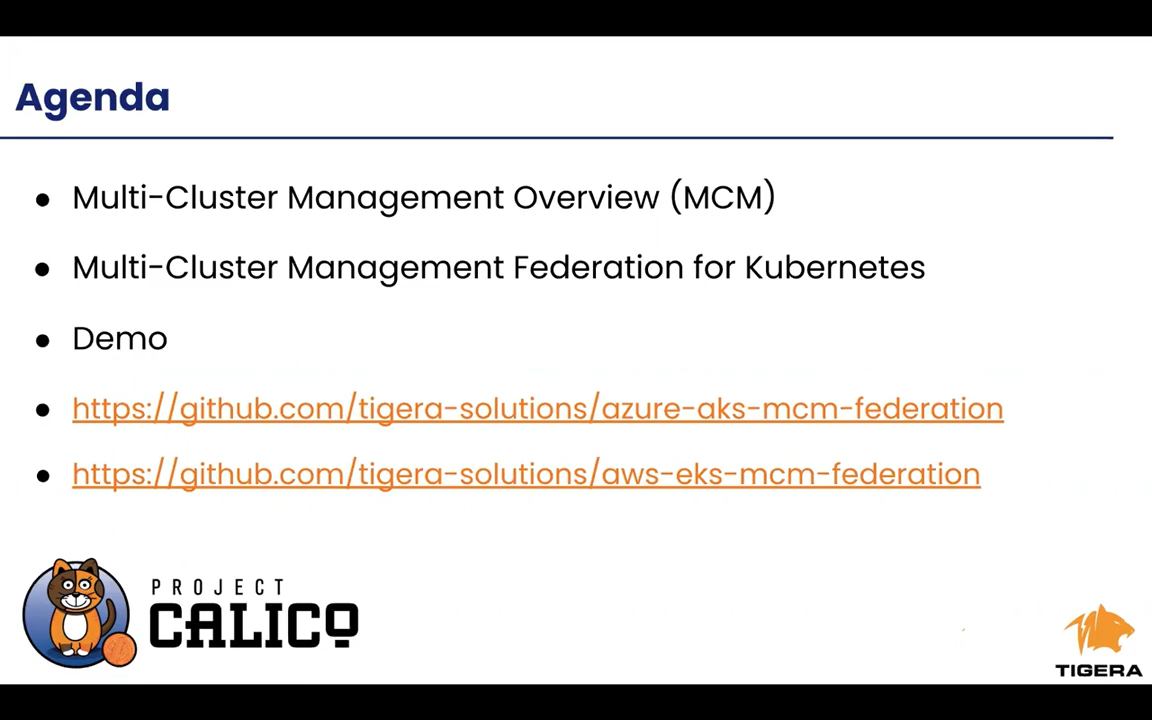 Agenda
● Multi-Cluster Management Overview (MCM)
● Multi-Cluster Management Federation for Kubernetes
● Demo
● https://github.com/tigera-solutions/azure-aks-mcm-federation
● https://github.com/tigera-solutions/aws-eks-mcm-federation
PROJECT
CALICO
TIGERA